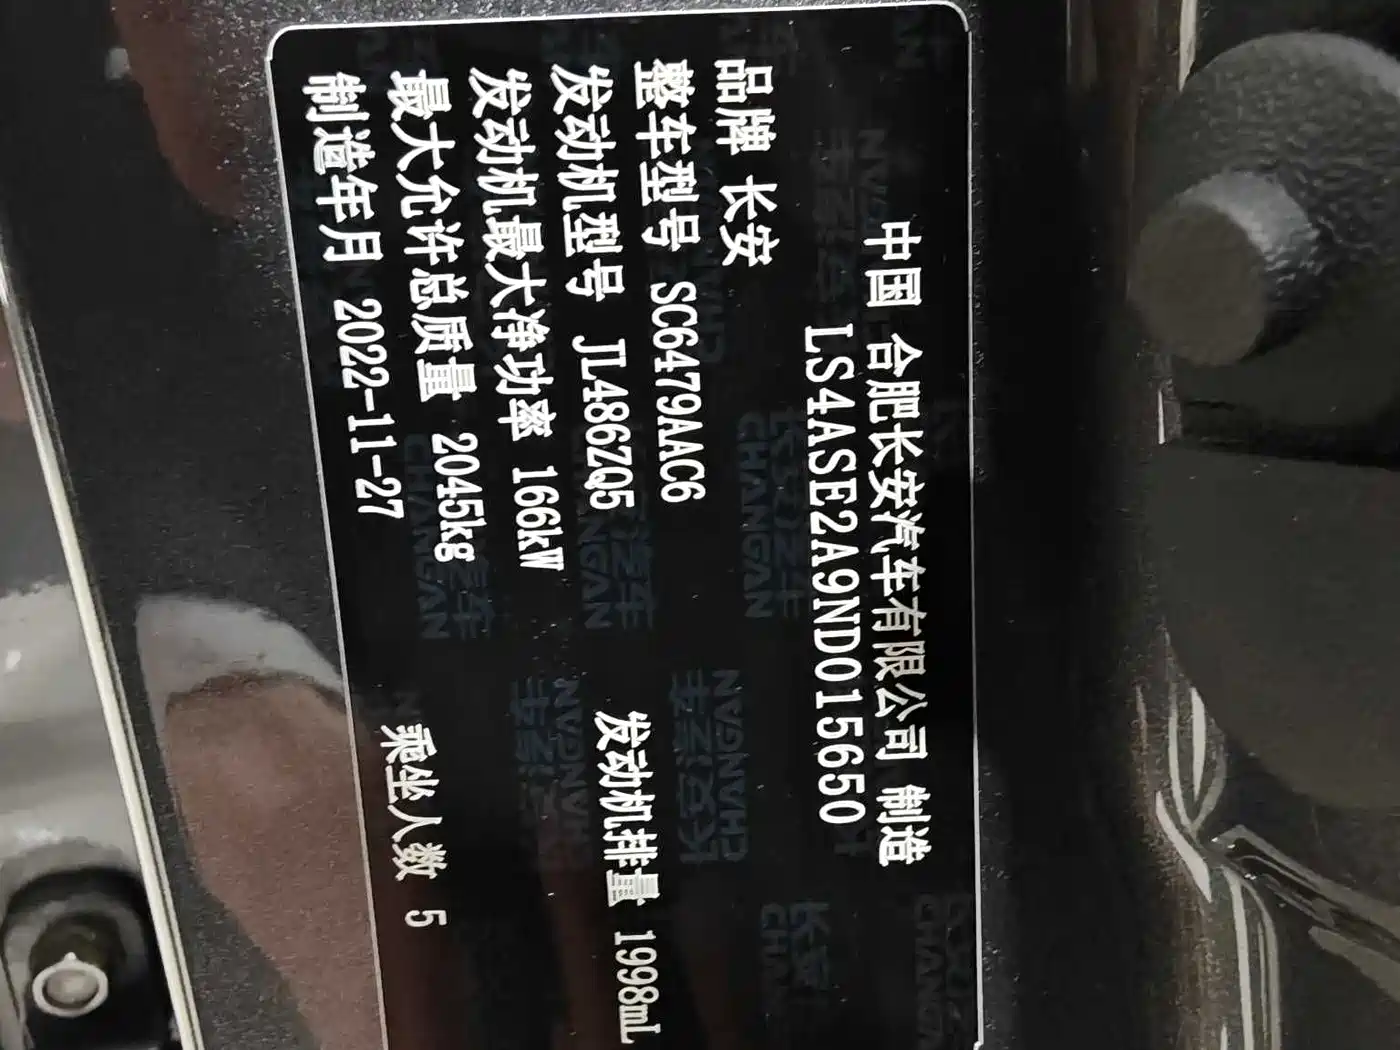 中国 合肥长安汽车有限公司 制造
LS4ASE2A9ND015650
品牌 长安
整车型号 SC6479AAC6
发动机型号 JL486ZQ5 发动机排量 1998mL
发动机最大净功率 166kW
最大允许总质量 2045kg 乘坐人数 5
制造年月 2022-11-27